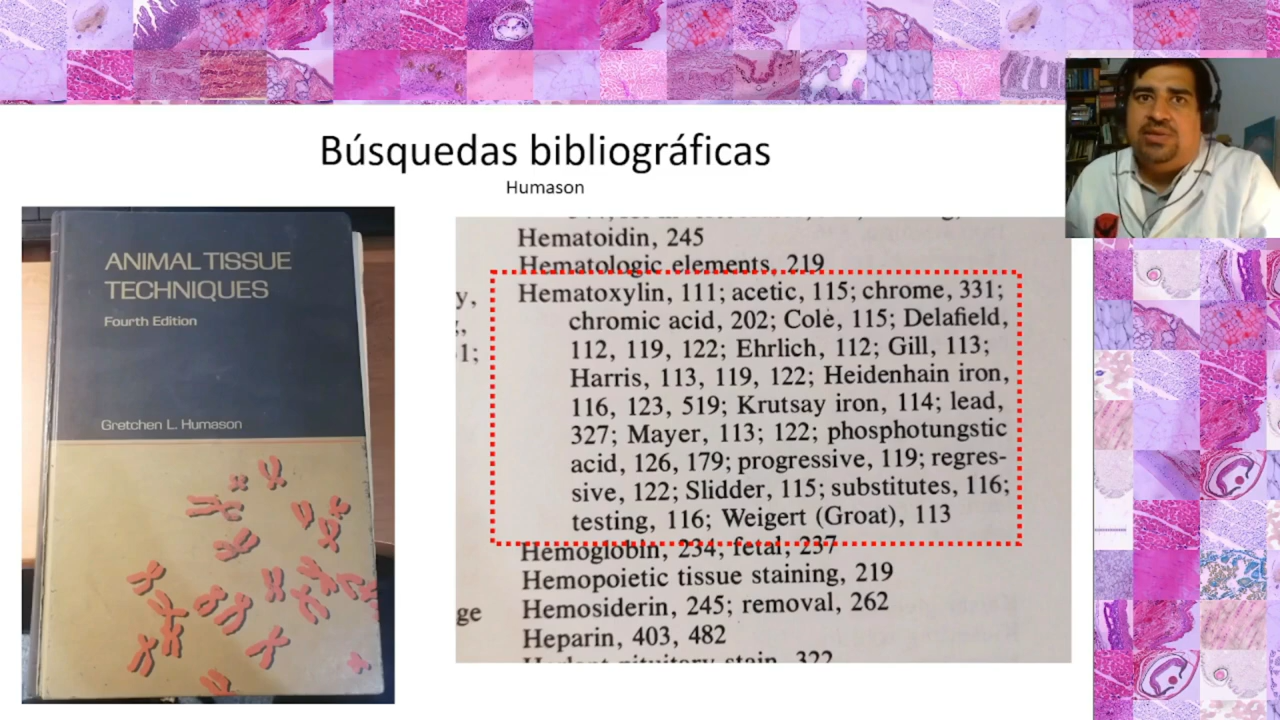 Búsquedas bibliográficas
Humason
ANIMAL TISSUE
TECHNIQUES
Fourth Edition
Gretchen L. Humason
Hematoidin, 245
Hematologic elements, 219
Hematoxylin, 111; acetic, 115; chrome, 331;
chromic acid, 202; Cole, 115; Delafield,
112, 119, 122; Ehrlich, 112; Gill, 113;
Harris, 113, 119, 122; Heidenhain iron,
116, 123, 519; Krutsay iron, 114; lead,
327; Mayer, 113; 122; phosphotungstic
acid, 126, 179; progressive, 119; regres-
sive, 122; Slidder, 115; substitutes, 116;
testing, 116; Weigert (Groat), 113
Hemoglobin, 234; fetal, 237
Hemopoietic tissue staining, 219
Hemosiderin, 245; removal, 262
Heparin, 403, 482
y,
1;
ge